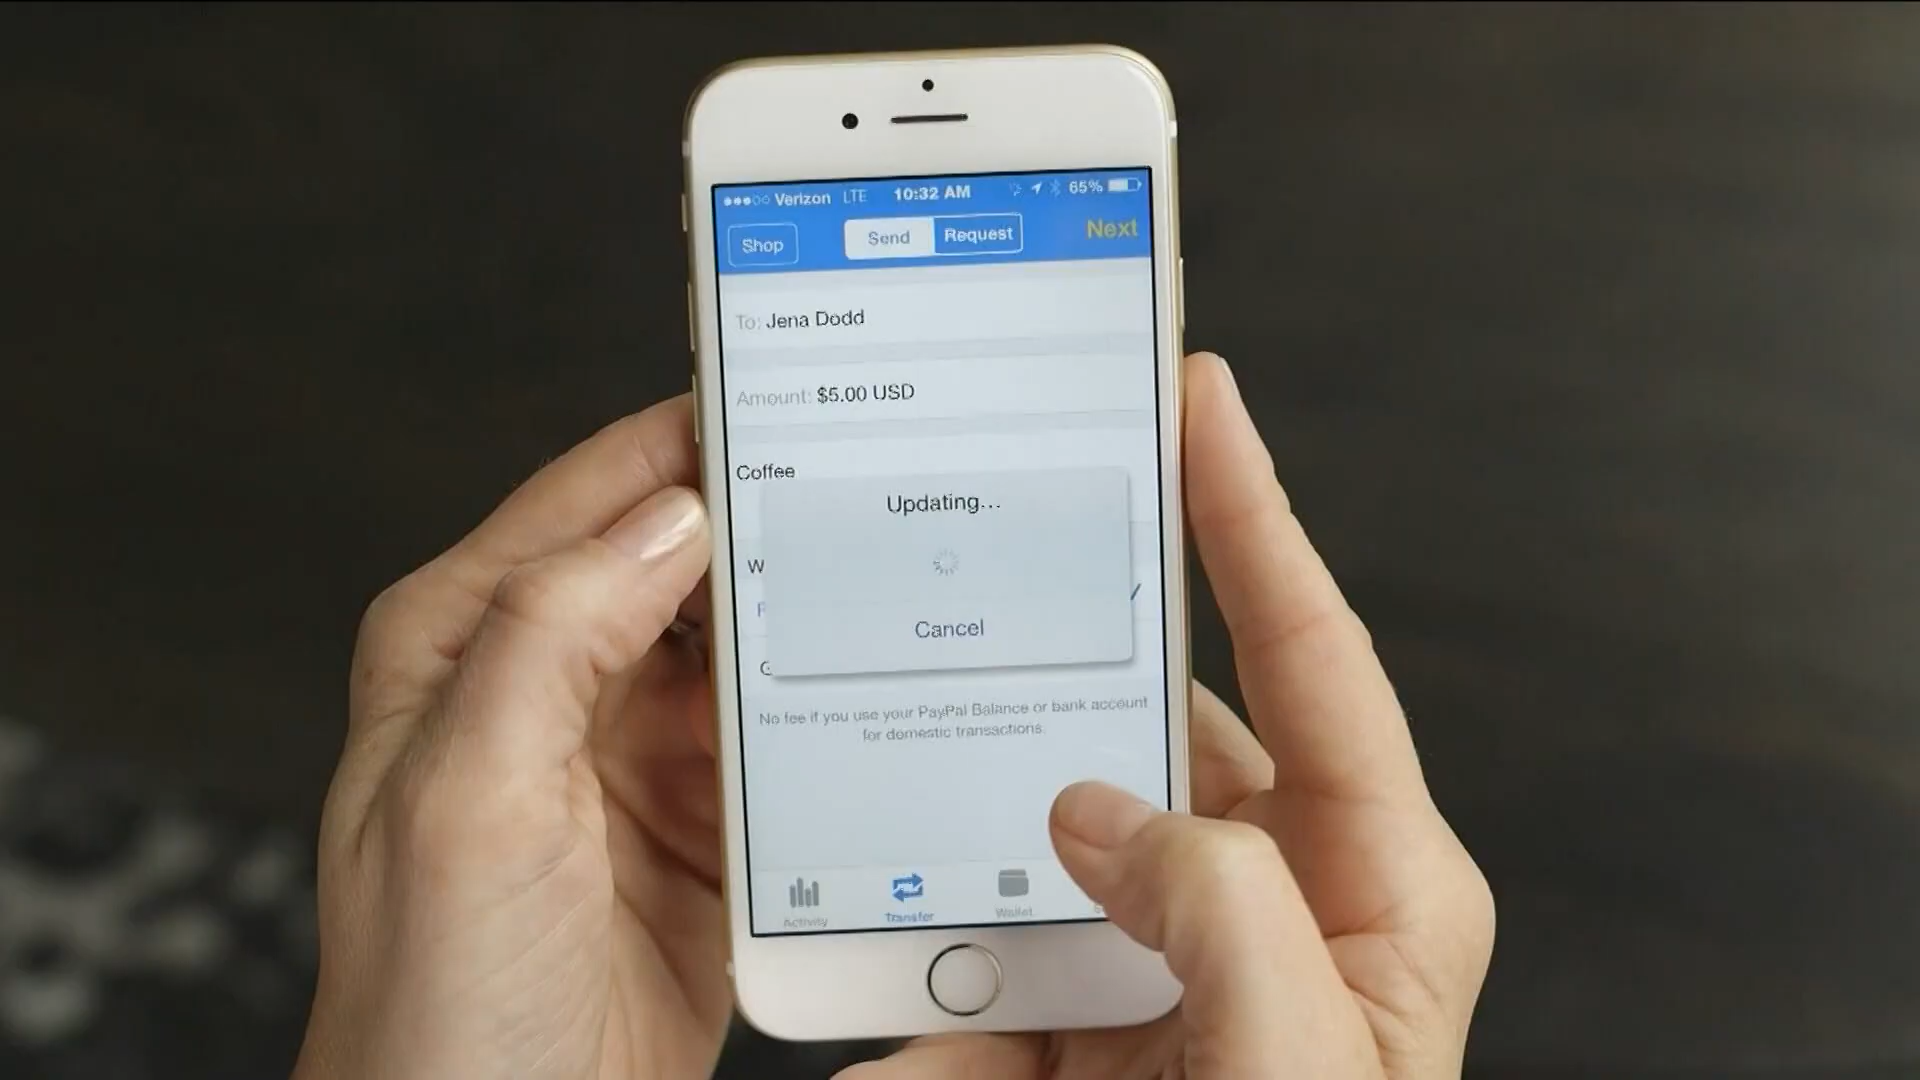 Verizon LTE 10:32 AM 65%
Shop Send Request Next
To: Jena Dodd
Amount: $5.00 USD
Coffee
Updating...
W
Cancel
No fee if you use your PayPal Balance or bank account
for domestic transactions.
Activity Transfer Wallet